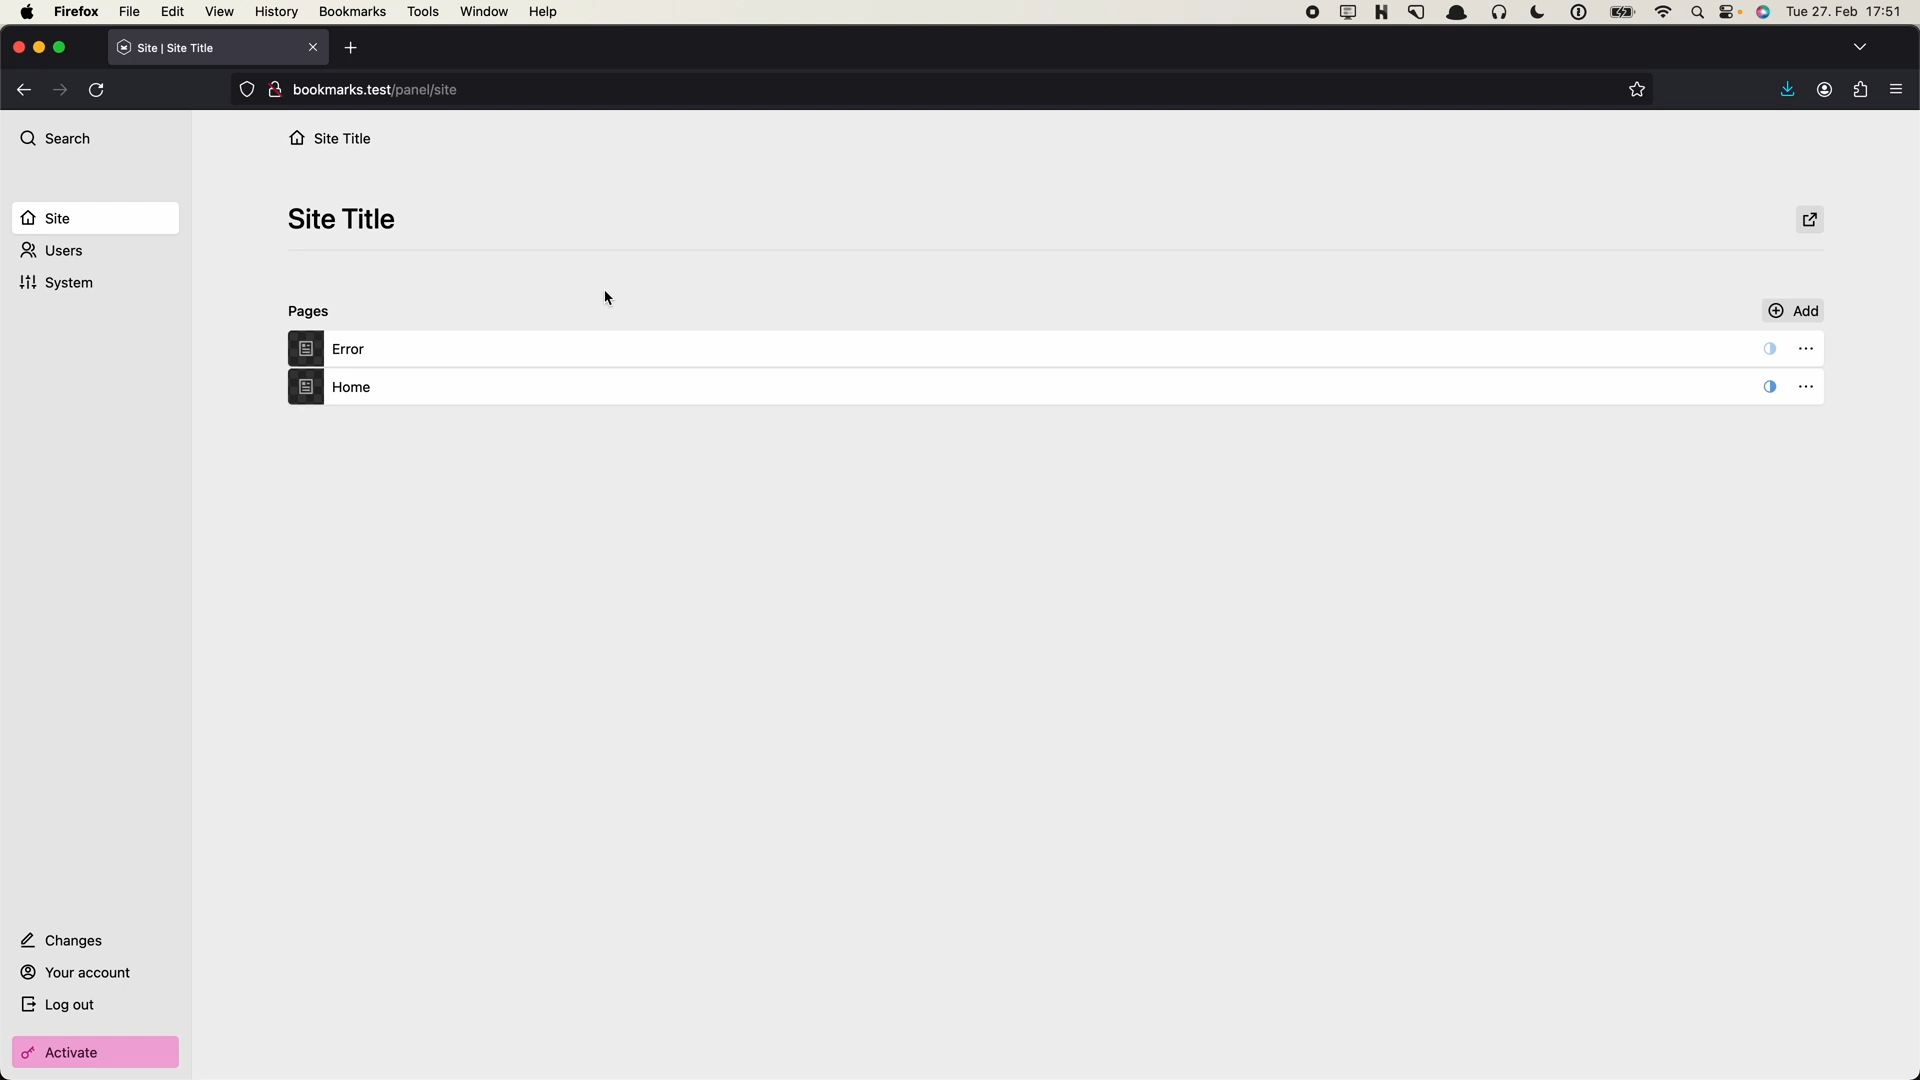 Firefox File Edit View History Bookmarks Tools Window Help Tue 27. Feb 17:51
Site | Site Title
bookmarks.test/panel/site
Search
Site Title
Site
Site Title
Users
System
Pages
Add
Error
Home
Changes
Your account
Log out
Activate